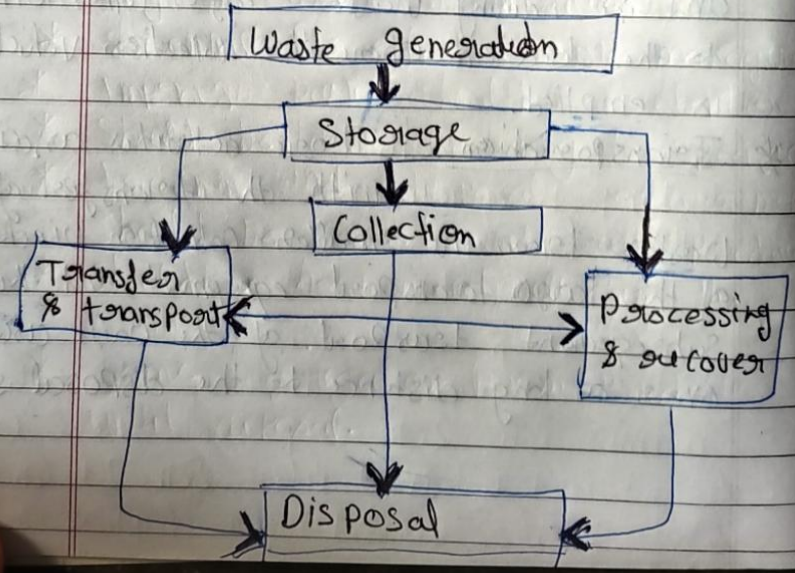 Waste generation
Storage
Collection
Transfer
& transport
Processing
& recover
Disposal